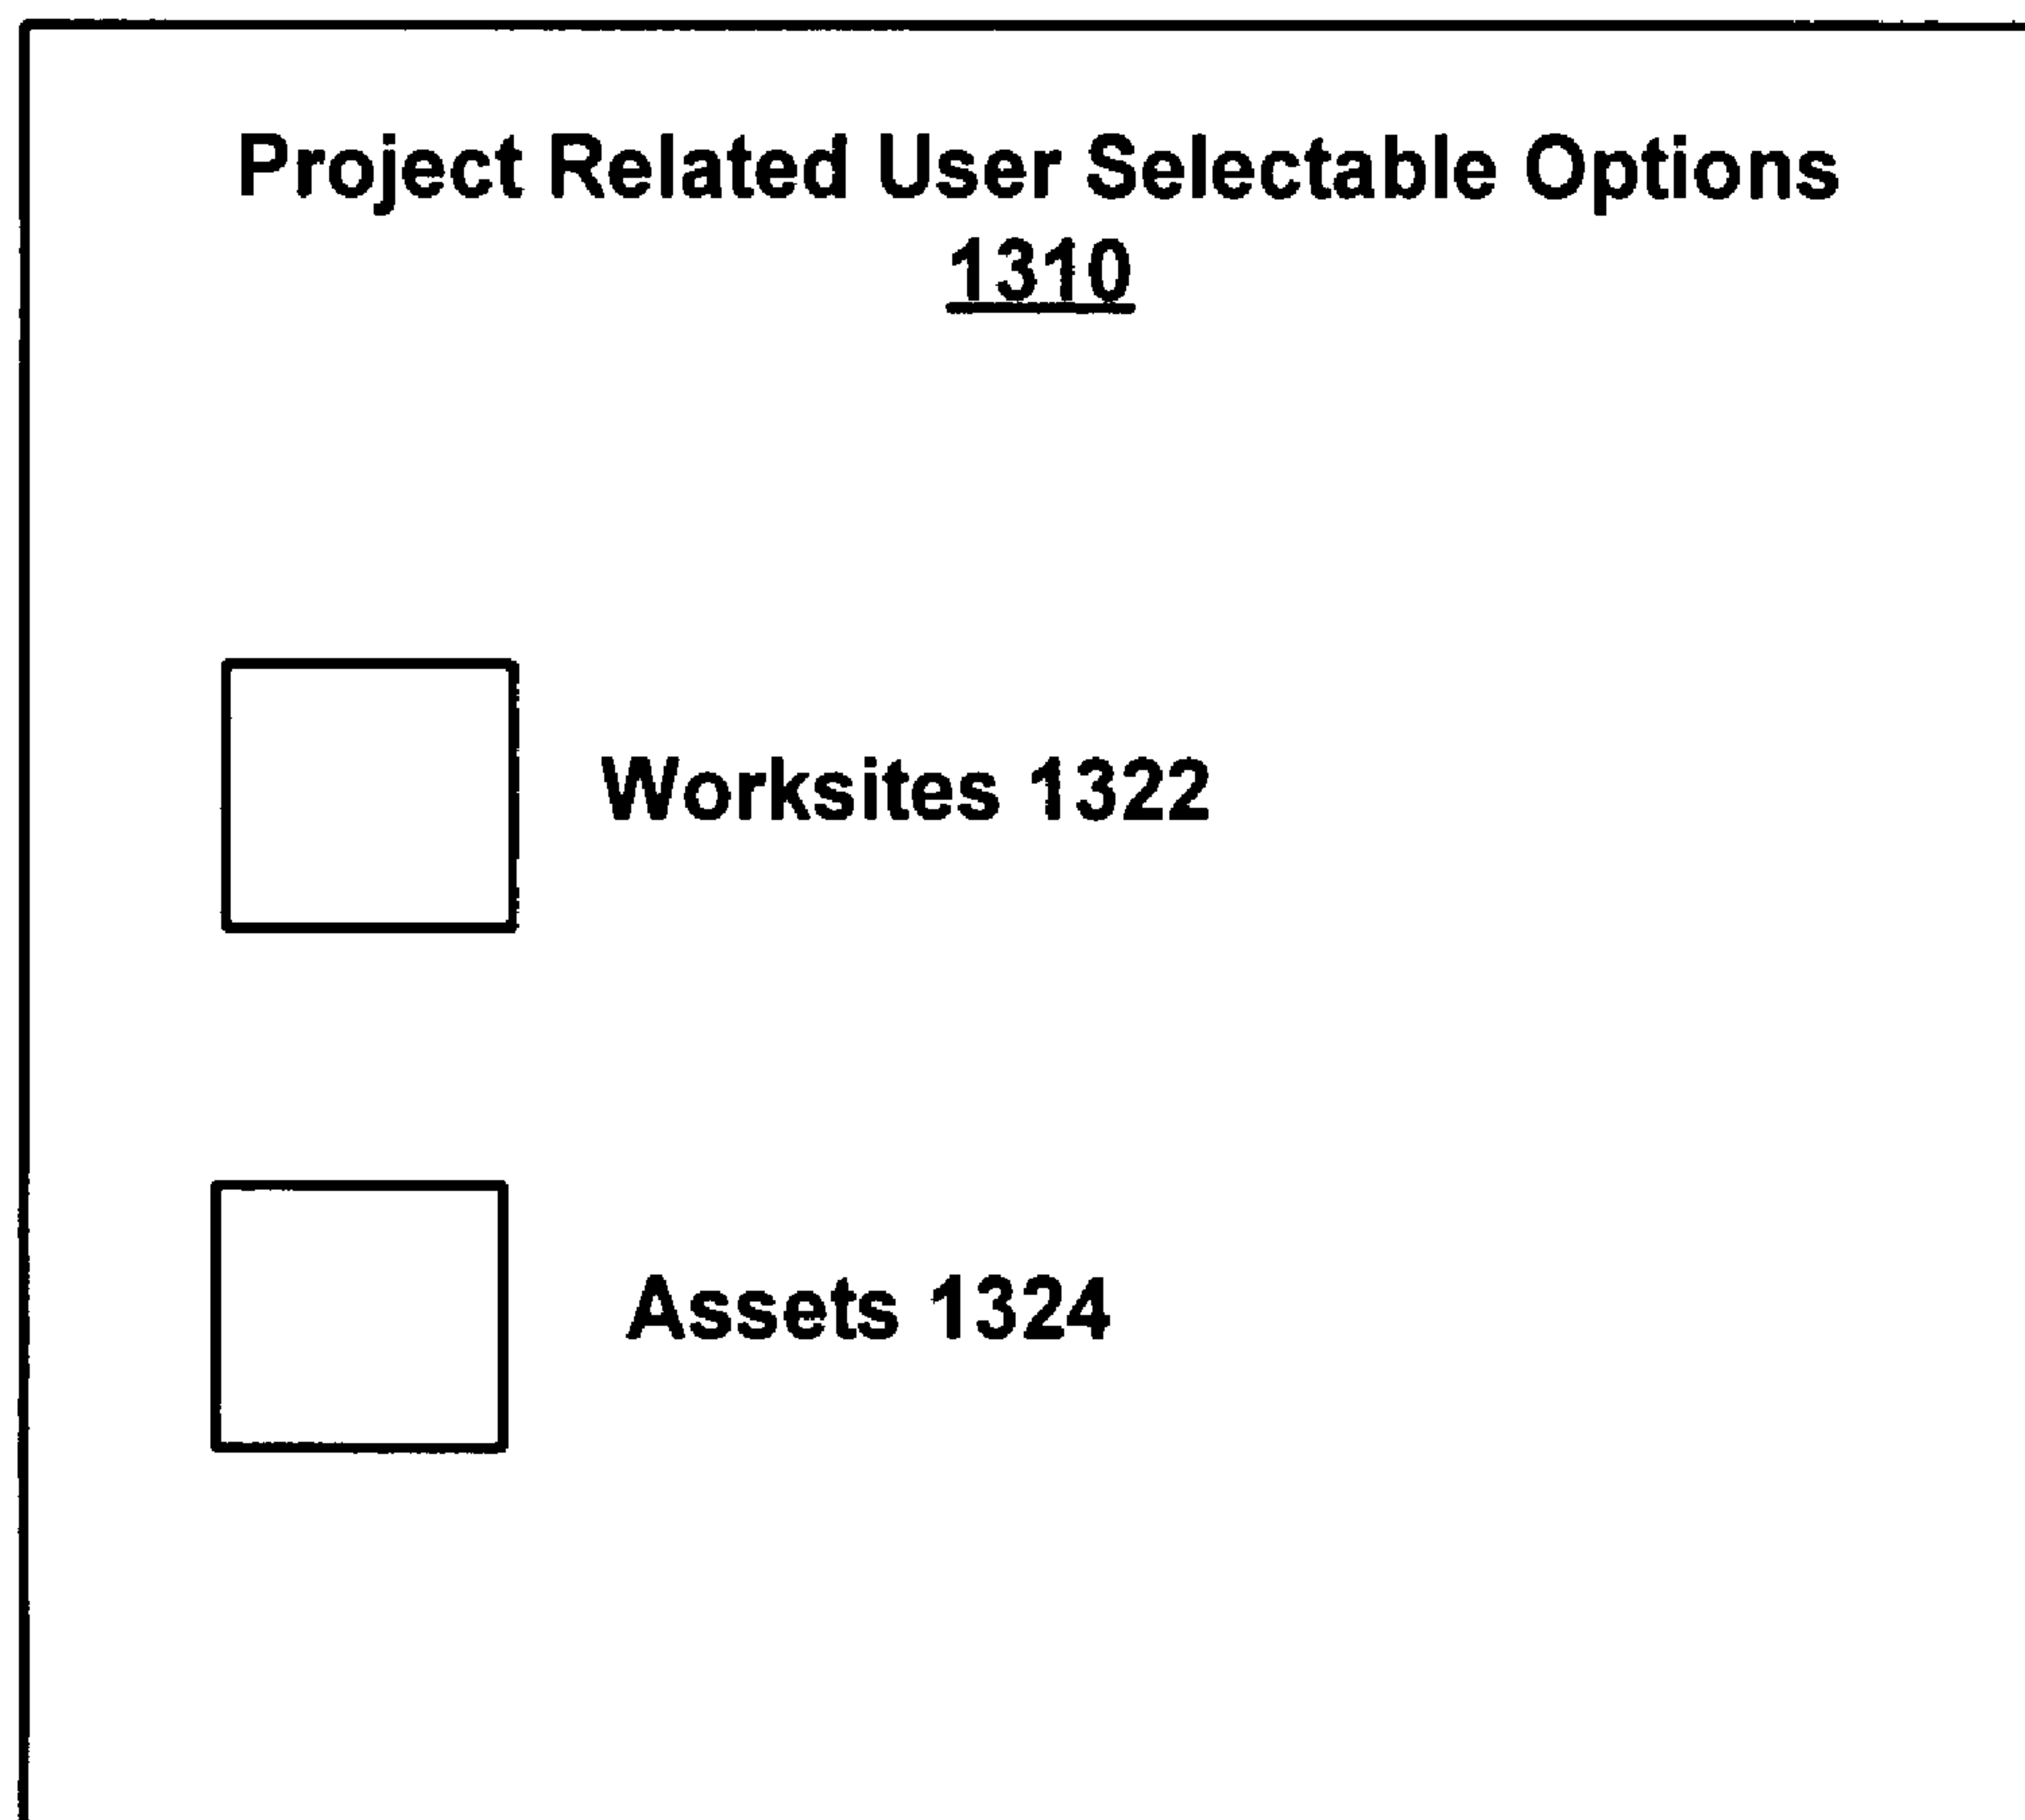 Project Related User Selectable Options
1310
Worksites 1322
Assets 1324